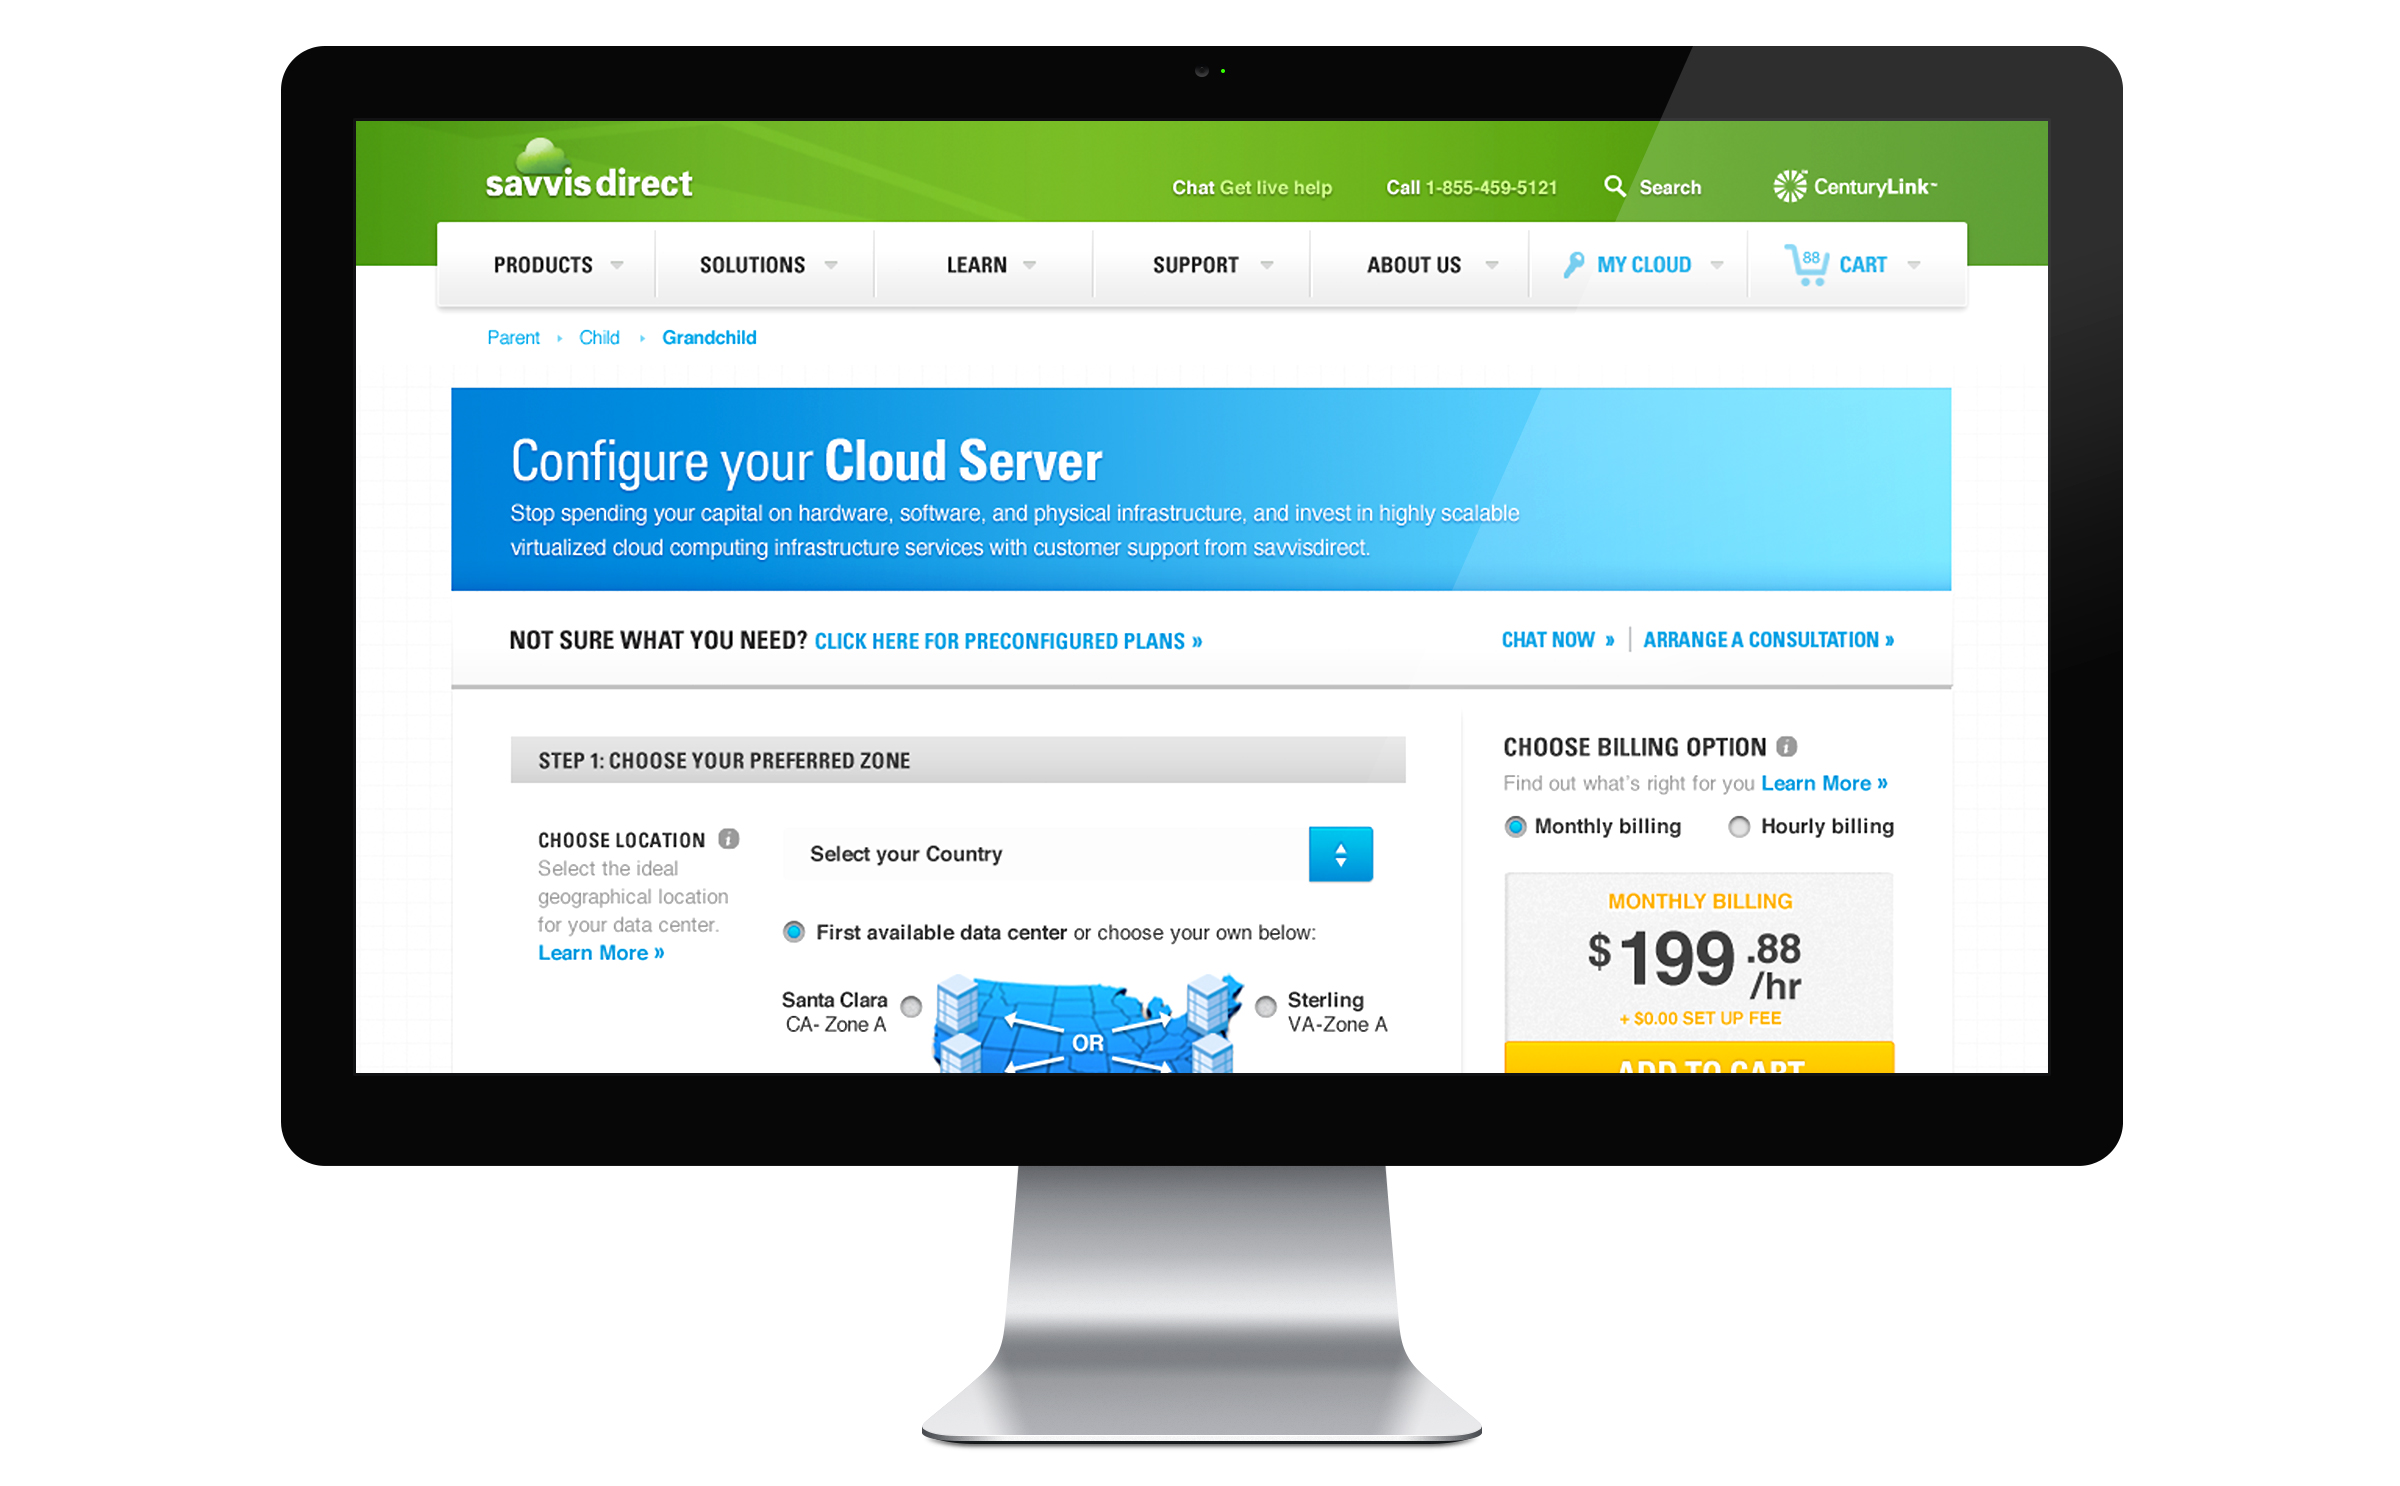 savvisdirect
Chat Get live help
Call 1-855-459-5121
Search
CenturyLink™
PRODUCTS
SOLUTIONS
LEARN
SUPPORT
ABOUT US
MY CLOUD
88
CART
Parent
Child
Grandchild
Configure your Cloud Server
Stop spending your capital on hardware, software, and physical infrastructure, and invest in highly scalable
virtualized cloud computing infrastructure services with customer support from savvisdirect.
NOT SURE WHAT YOU NEED? CLICK HERE FOR PRECONFIGURED PLANS »
CHAT NOW » | ARRANGE A CONSULTATION »
STEP 1: CHOOSE YOUR PREFERRED ZONE
CHOOSE LOCATION i
Select the ideal
geographical location
for your data center.
Learn More »
Select your Country
First available data center or choose your own below:
Santa Clara
CA- Zone A
OR
Sterling
VA-Zone A
CHOOSE BILLING OPTION i
Find out what's right for you Learn More »
Monthly billing
Hourly billing
MONTHLY BILLING
$199.88
/hr
+ $0.00 SET UP FEE
ADD TO CART